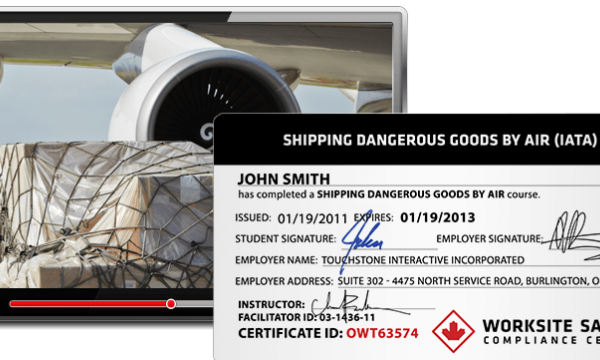 SHIPPING DANGEROUS GOODS BY AIR (IATA)
JOHN SMITH
has completed a SHIPPING DANGEROUS GOODS BY AIR course.
ISSUED: 01/19/2011 EXPIRES: 01/19/2013
STUDENT SIGNATURE: John EMPLOYER SIGNATURE:
EMPLOYER NAME: TOUCHSTONE INTERACTIVE INCORPORATED
EMPLOYER ADDRESS: SUITE 302 - 4475 NORTH SERVICE ROAD, BURLINGTON, O
INSTRUCTOR:
FACILITATOR ID: 03-1436-11
CERTIFICATE ID: OWT63574
WORKSITE SA
COMPLIANCE CE